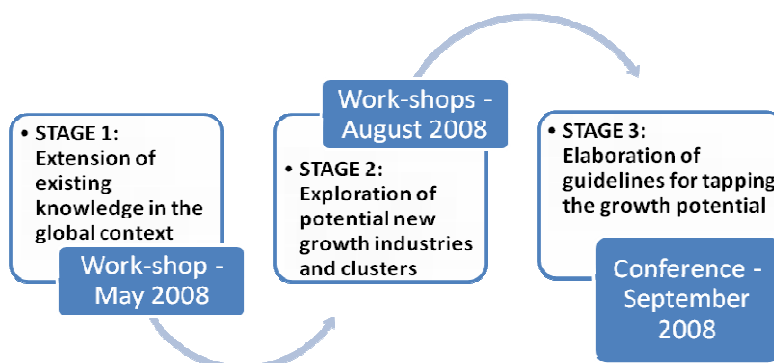 • STAGE 1:
Extension of
existing
knowledge in the
global context
Work-shop -
May 2008
Work-shops -
August 2008
• STAGE 2:
Exploration of
potential new
growth industries
and clusters
• STAGE 3:
Elaboration of
guidelines for tapping
the growth potential
Conference -
September
2008